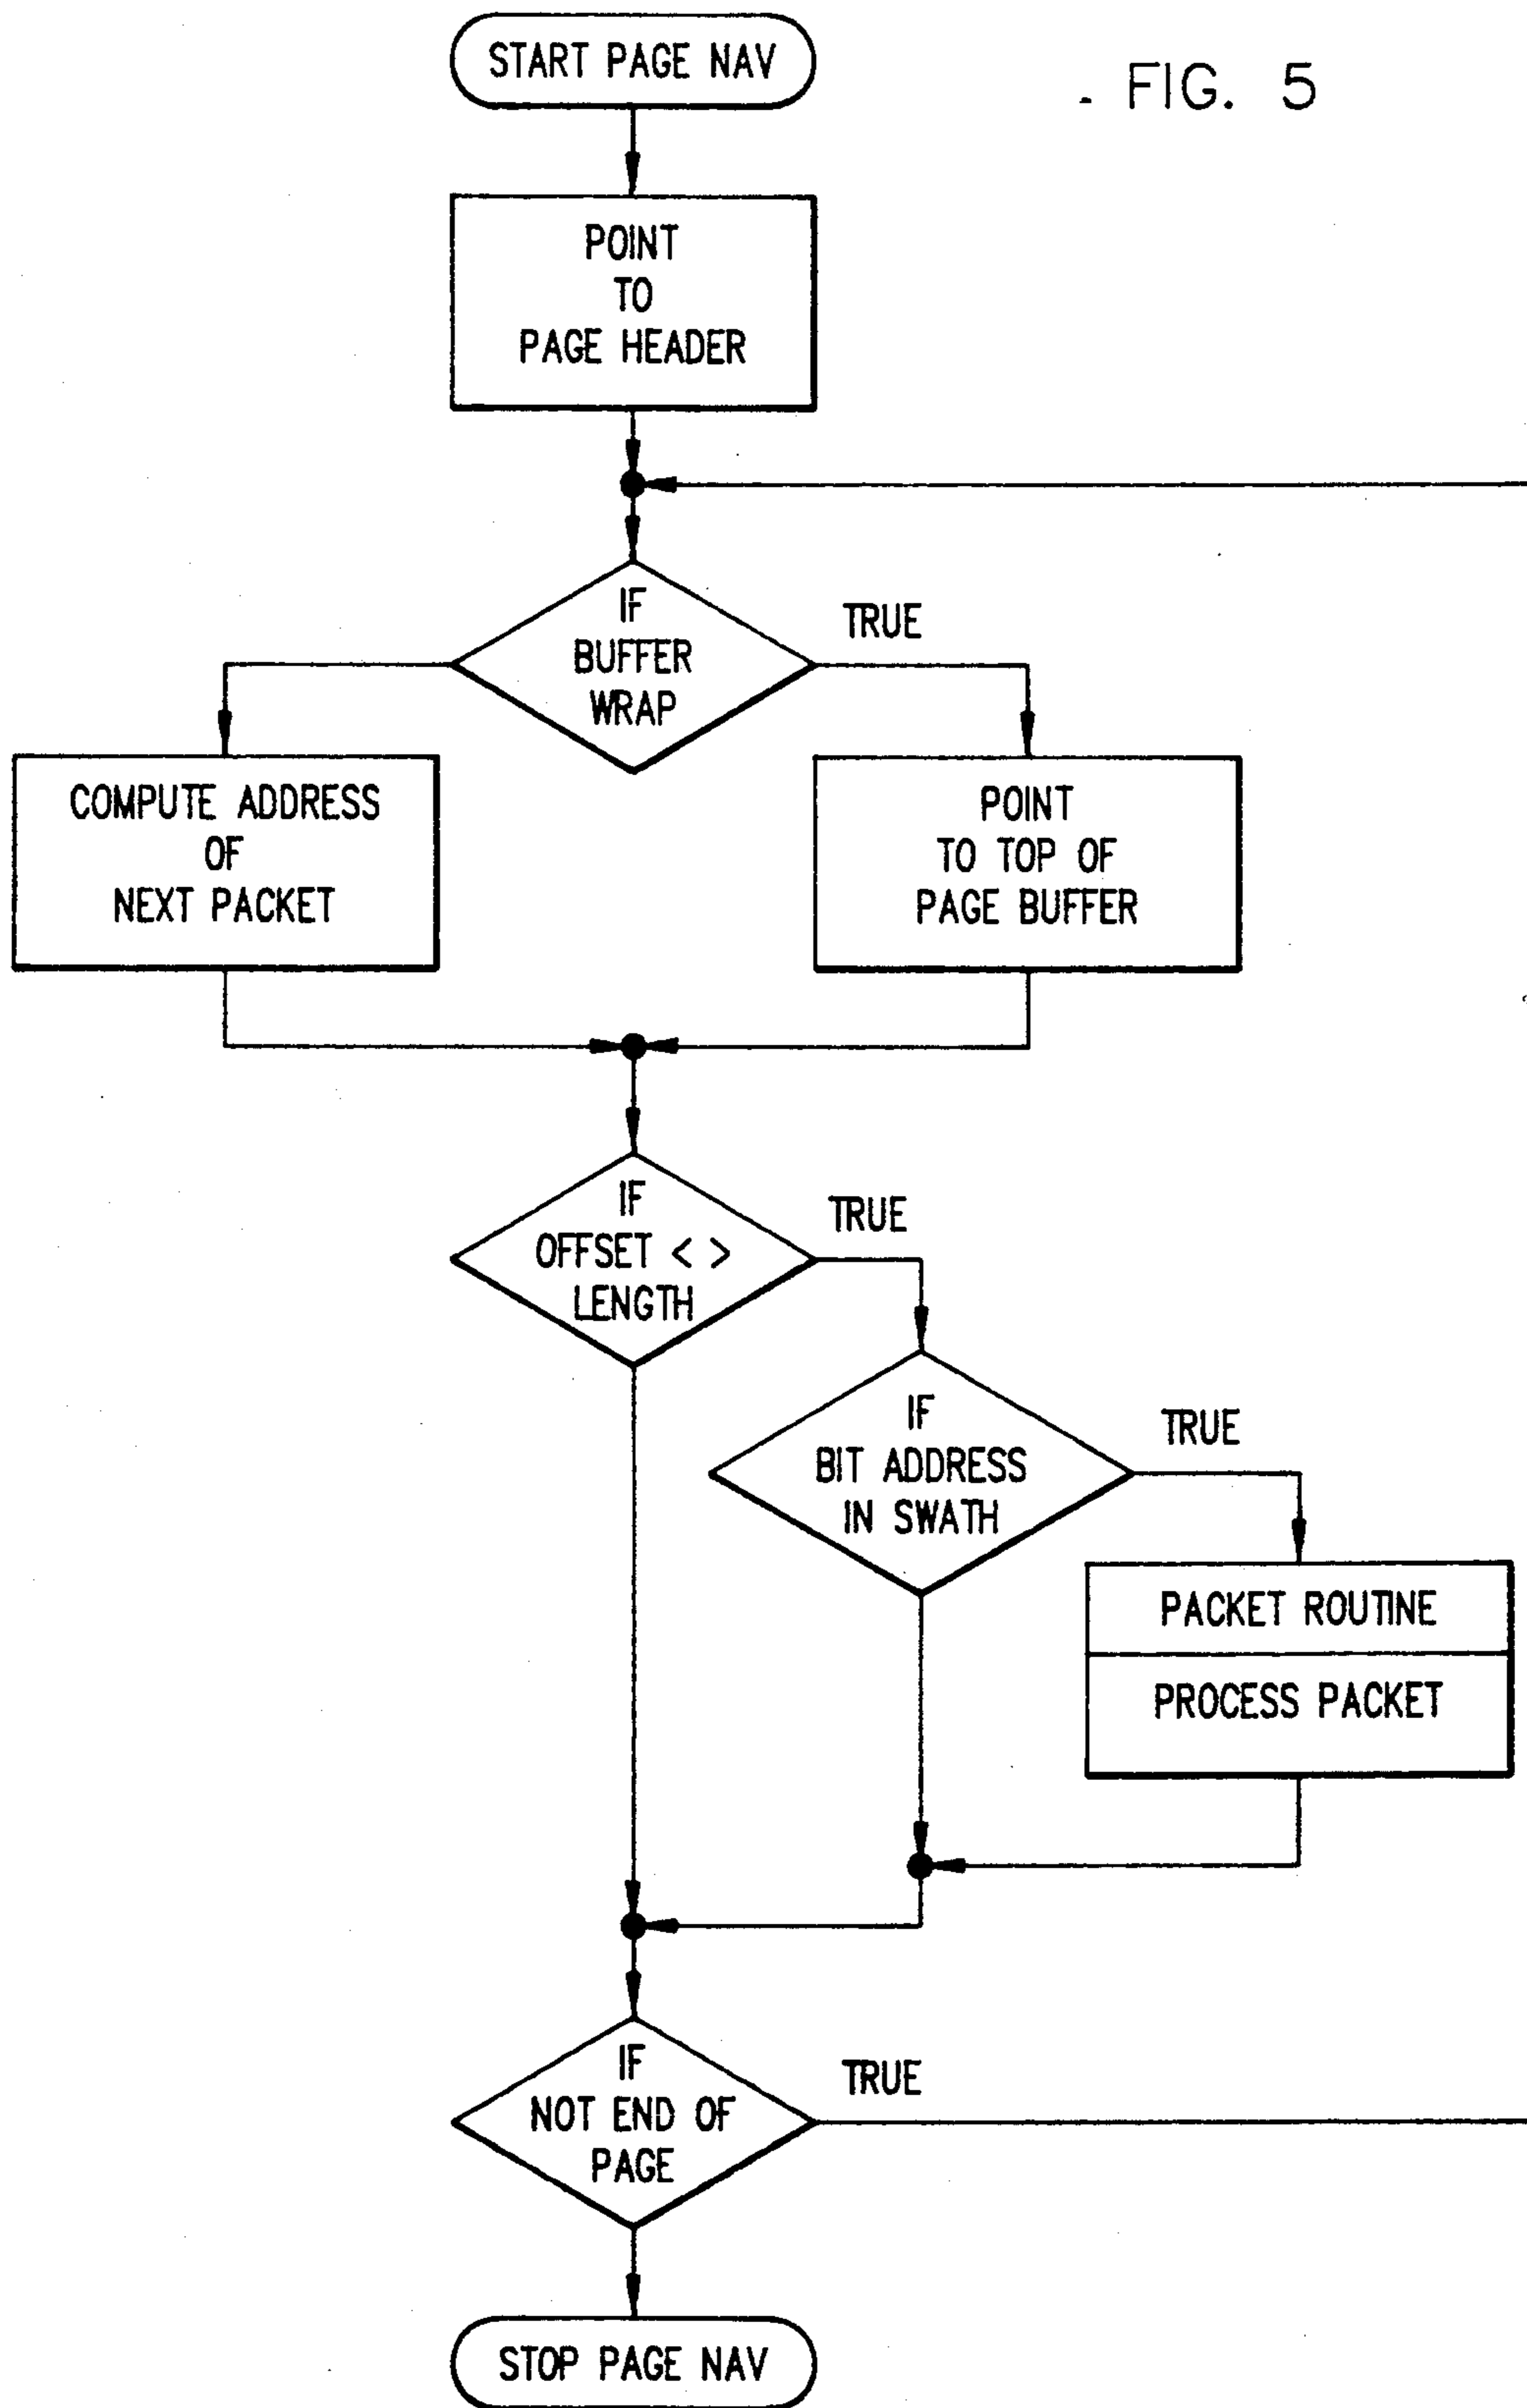 START PAGE NAV
FIG. 5
POINT
TO
PAGE HEADER
IF
BUFFER
WRAP
TRUE
COMPUTE ADDRESS
OF
NEXT PACKET
POINT
TO TOP OF
PAGE BUFFER
IF
OFFSET < >
LENGTH
TRUE
IF
BIT ADDRESS
IN SWATH
TRUE
PACKET ROUTINE
PROCESS PACKET
IF
NOT END OF
PAGE
TRUE
STOP PAGE NAV